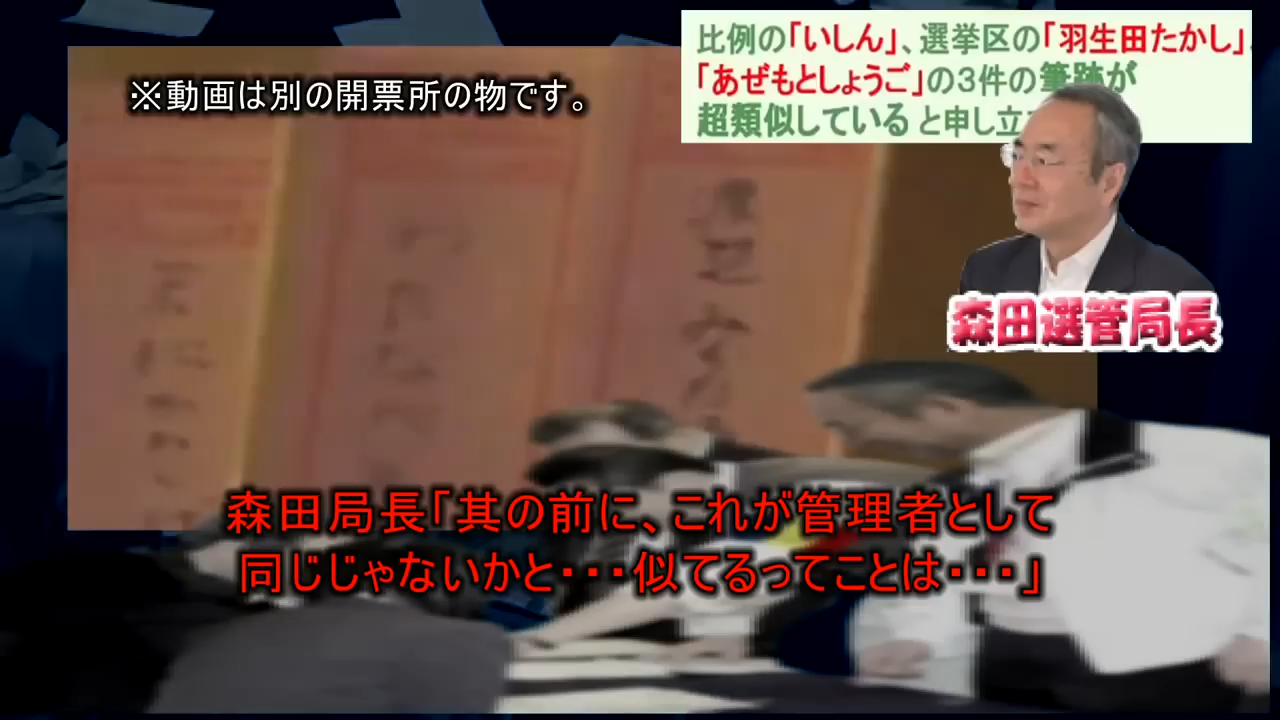 ※動画は別の開票所の物です。
比例の「いしん」、選挙区の「羽生田たかし」、
「あぜもとしょうご」の3件の筆跡が
超類似していると申し立
森田選管局長
森田局長「其の前に、これが管理者として
同じじゃないかと・・・似てるってことは・・・」